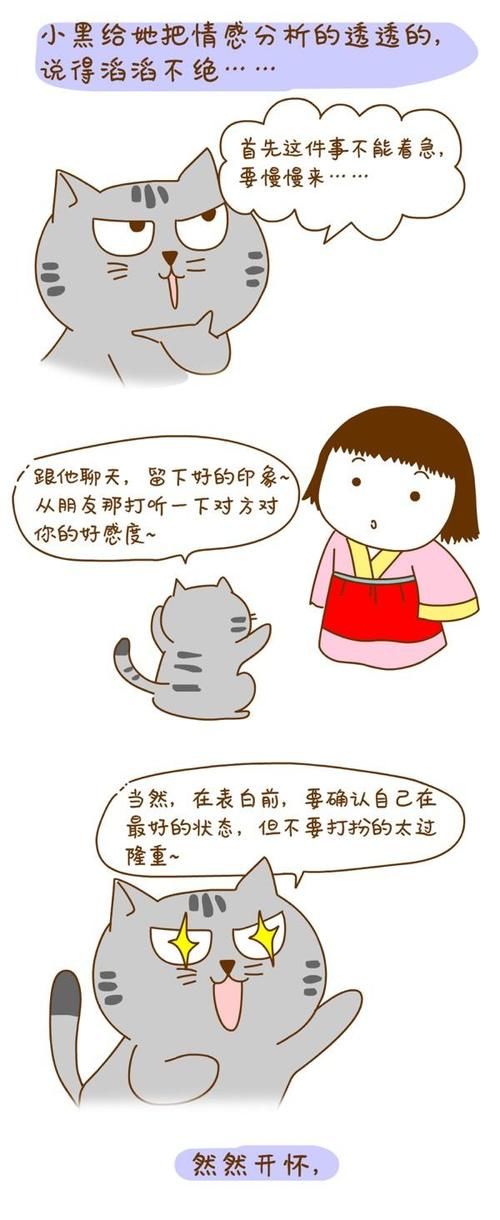 小黑给她把情感分析的透透的,
说得滔滔不绝……
首先这件事不能着急,
要慢慢来……
跟他聊天, 留下好的印象~
从朋友那打听一下对方对
你的好感度~
当然, 在表白前, 要确认自己在
最好的状态, 但不要打扮的太过
隆重~
然然开怀,